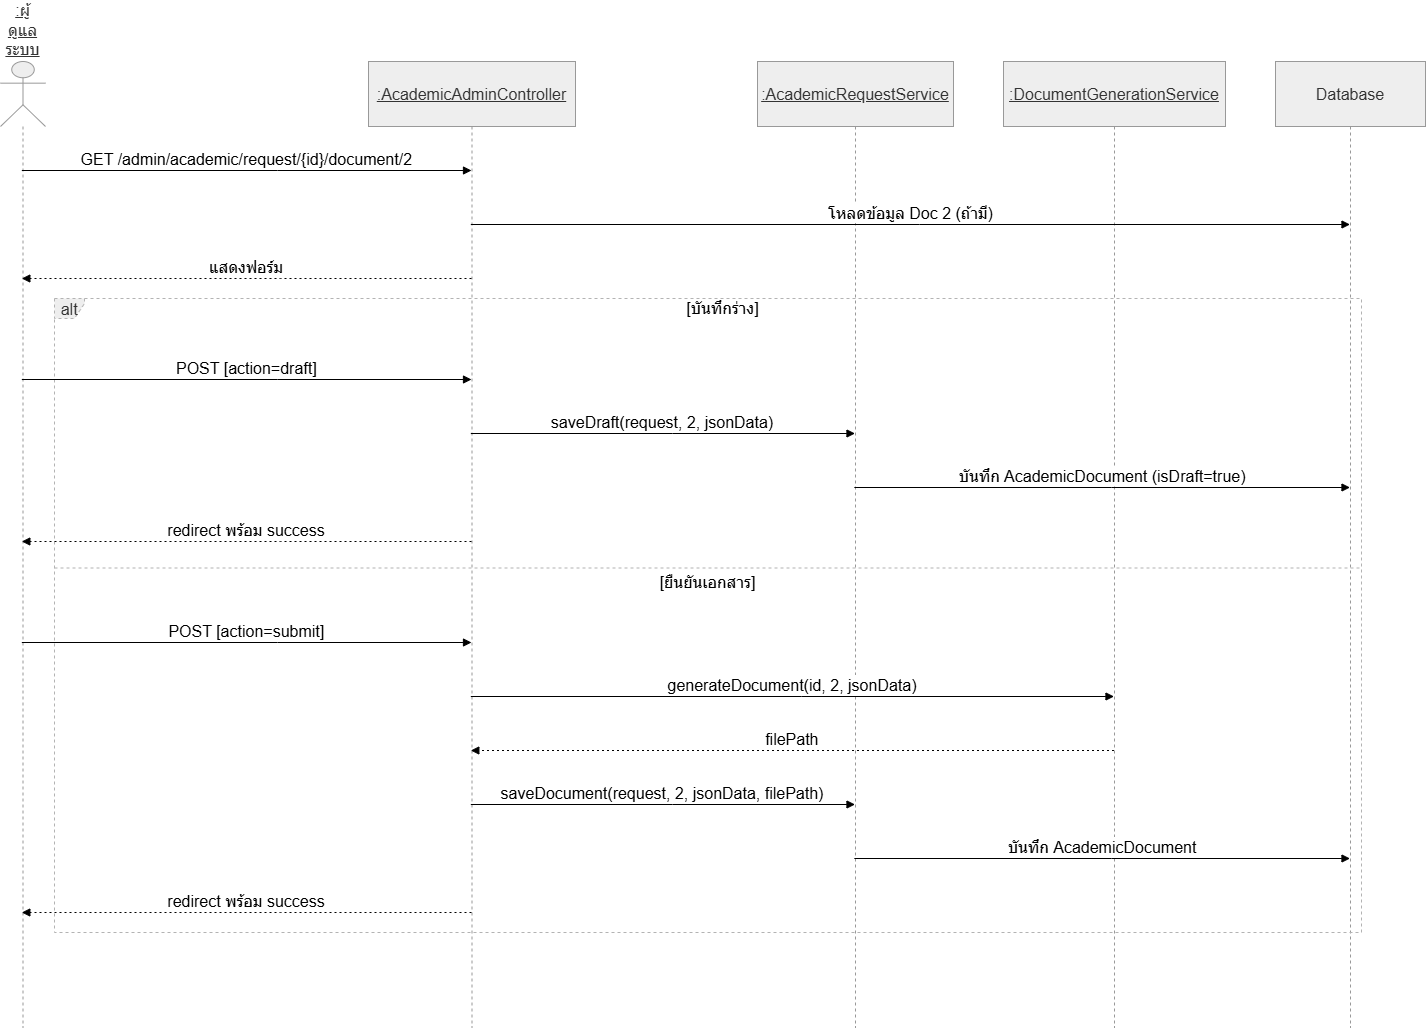 :ผู้
ดูแล
ระบบ
:AcademicAdminController
:AcademicRequestService
:DocumentGenerationService
Database
GET /admin/academic/request/{id}/document/2
โหลดข้อมูล Doc 2 (ถ้ามี)
แสดงฟอร์ม
alt
[บันทึกร่าง]
POST [action=draft]
saveDraft(request, 2, jsonData)
บันทึก AcademicDocument (isDraft=true)
redirect พร้อม success
[ยืนยันเอกสาร]
POST [action=submit]
generateDocument(id, 2, jsonData)
filePath
saveDocument(request, 2, jsonData, filePath)
บันทึก AcademicDocument
redirect พร้อม success